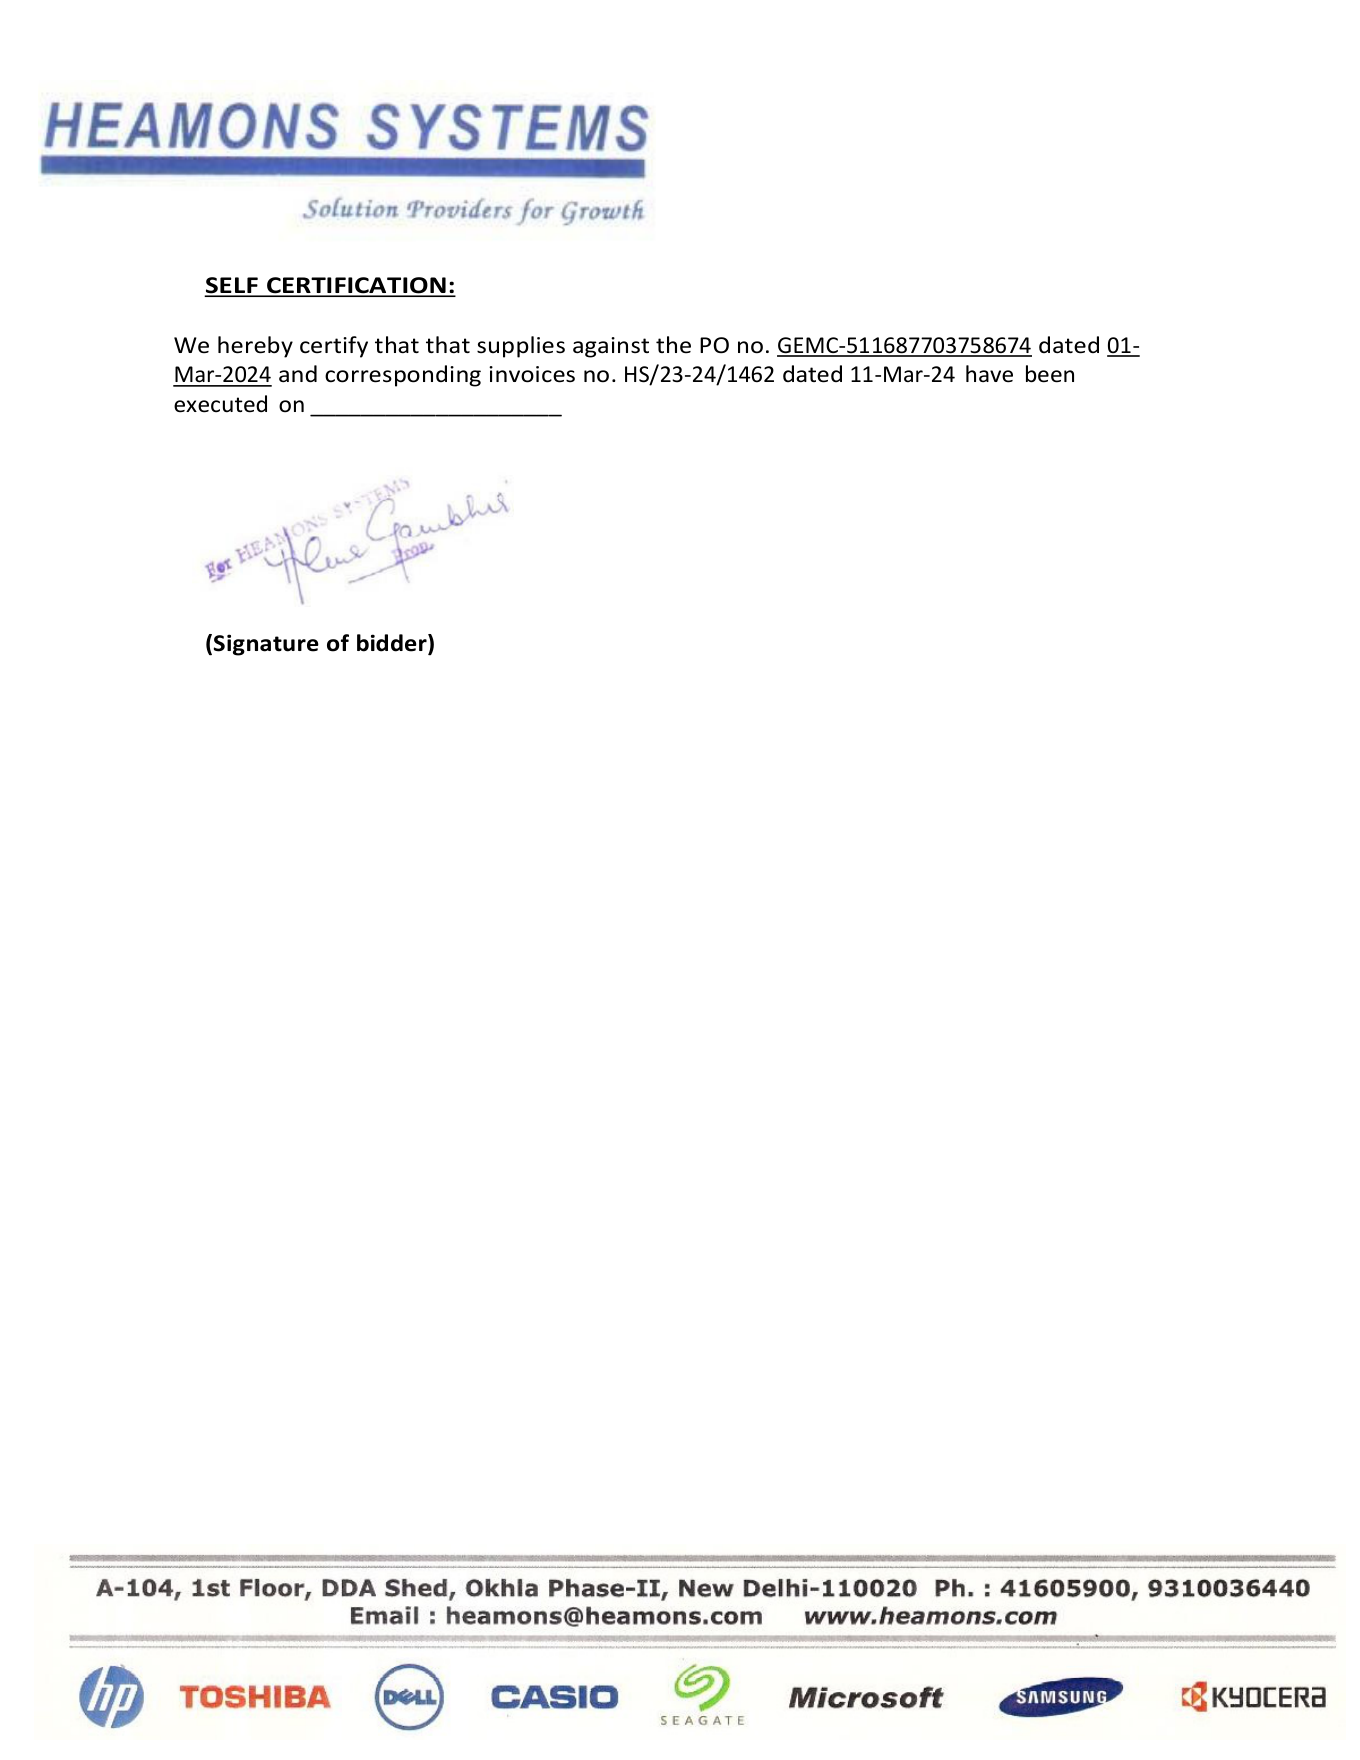 HEAMONS SYSTEMS
Solution Providers for Growth
SELF CERTIFICATION:
We hereby certify that that supplies against the PO no. GEMC-511687703758674 dated 01-
Mar-2024 and corresponding invoices no. HS/23-24/1462 dated 11-Mar-24 have been
executed on ____________________
For HEAMONS SYSTEMS
Gambhir
Prop.
(Signature of bidder)
A-104, 1st Floor, DDA Shed, Okhla Phase-II, New Delhi-110020 Ph. : 41605900, 9310036440
Email : heamons@heamons.com www.heamons.com
hp TOSHIBA DELL CASIO SEAGATE Microsoft SAMSUNG KYOCERA